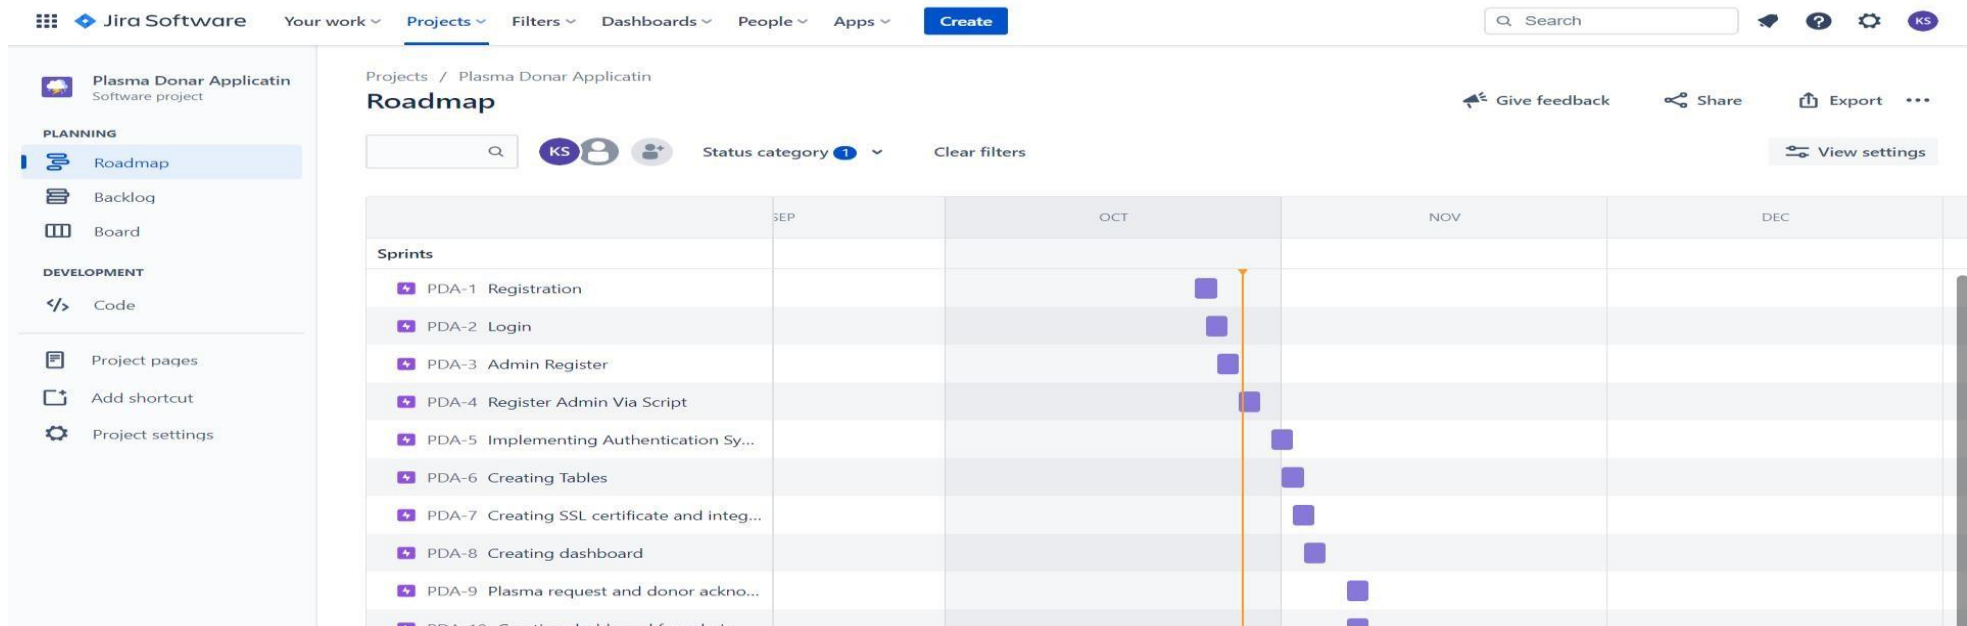 Jira Software Your work Projects Filters Dashboards People Apps Create Search KS
Plasma Donar Applicatin
Software project
PLANNING
Roadmap
Backlog
Board
DEVELOPMENT
Code
Project pages
Add shortcut
Project settings
Projects / Plasma Donar Applicatin
Roadmap
Give feedback Share Export
KS Status category 1 Clear filters View settings
SEP OCT NOV DEC
Sprints
PDA-1 Registration
PDA-2 Login
PDA-3 Admin Register
PDA-4 Register Admin Via Script
PDA-5 Implementing Authentication Sy...
PDA-6 Creating Tables
PDA-7 Creating SSL certificate and integ...
PDA-8 Creating dashboard
PDA-9 Plasma request and donor ackno...